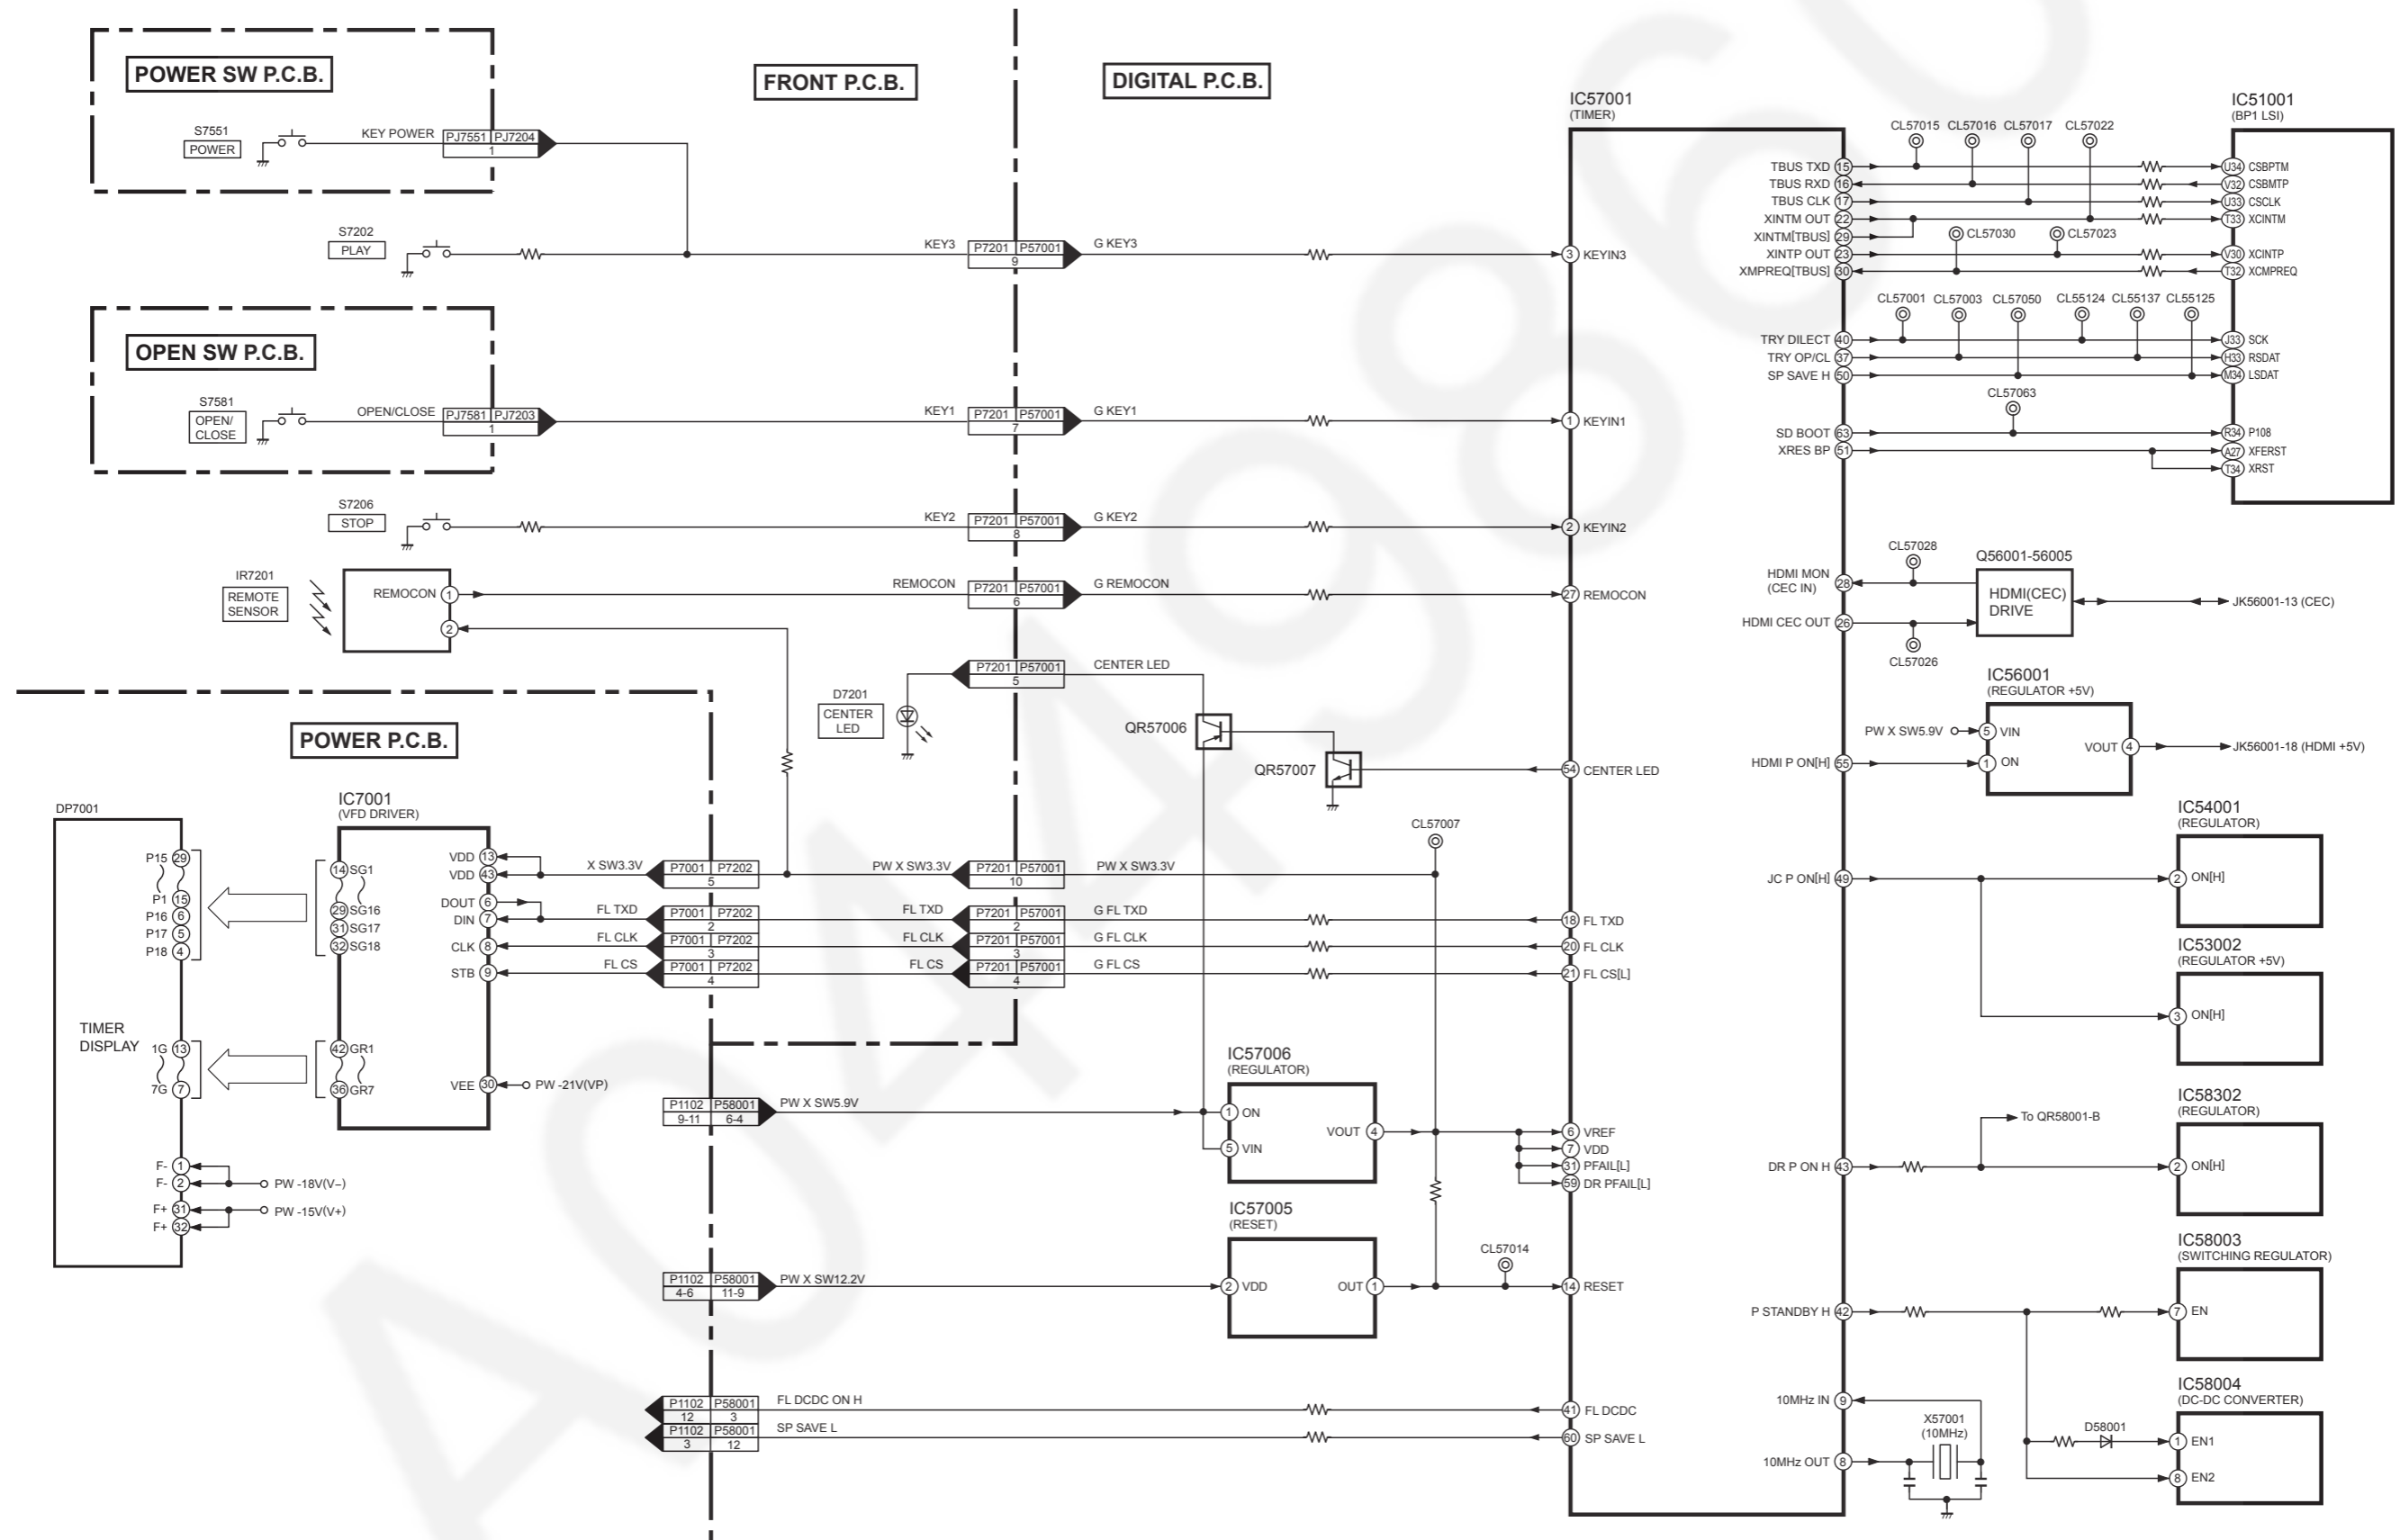 POWER SW P.C.B.
FRONT P.C.B.
DIGITAL P.C.B.
S7551
POWER
KEY POWER
PJ7551 PJ7204
1
S7202
PLAY
KEY3
P7201 P57001
9
G KEY3
OPEN SW P.C.B.
S7581
OPEN/
CLOSE
OPEN/CLOSE
PJ7581 PJ7203
1
KEY1
P7201 P57001
7
G KEY1
S7206
STOP
KEY2
P7201 P57001
8
G KEY2
IR7201
REMOTE
SENSOR
REMOCON 1
2
REMOCON
P7201 P57001
6
G REMOCON
P7201 P57001
5
CENTER LED
D7201
CENTER
LED
QR57006
QR57007
POWER P.C.B.
DP7001
P15 29
P1 15
P16 6
P17 5
P18 4
TIMER
DISPLAY
1G 13
7G 7
F- 1
F- 2
PW -18V(V–)
F+ 31
F+ 32
PW -15V(V+)
IC7001
(VFD DRIVER)
14 SG1
29 SG16
31 SG17
32 SG18
42 GR1
36 GR7
VDD 13
VDD 43
DOUT 6
DIN 7
CLK 8
STB 9
VEE 30
PW -21V(VP)
X SW3.3V
P7001 P7202
5
PW X SW3.3V
P7201 P57001
10
PW X SW3.3V
CL57007
FL TXD
P7001 P7202
2
FL TXD
P7201 P57001
2
G FL TXD
FL CLK
P7001 P7202
3
FL CLK
P7201 P57001
3
G FL CLK
FL CS
P7001 P7202
4
FL CS
P7201 P57001
4
G FL CS
P1102 P58001
9-11 6-4
PW X SW5.9V
IC57006
(REGULATOR)
1 ON
5 VIN
VOUT 4
IC57005
(RESET)
P1102 P58001
4-6 11-9
PW X SW12.2V
2 VDD
OUT 1
CL57014
P1102 P58001
12 3
FL DCDC ON H
P1102 P58001
3 12
SP SAVE L
IC57001
(TIMER)
3 KEYIN3
1 KEYIN1
2 KEYIN2
27 REMOCON
54 CENTER LED
18 FL TXD
20 FL CLK
21 FL CS[L]
6 VREF
7 VDD
31 PFAIL[L]
59 DR PFAIL[L]
14 RESET
41 FL DCDC
60 SP SAVE L
TBUS TXD 15
TBUS RXD 16
TBUS CLK 17
XINTM OUT 22
XINTM[TBUS] 29
XINTP OUT 23
XMPREQ[TBUS] 30
TRY DILECT 40
TRY OP/CL 37
SP SAVE H 50
SD BOOT 63
XRES BP 51
HDMI MON
(CEC IN) 28
HDMI CEC OUT 26
HDMI P ON[H] 55
JC P ON[H] 49
DR P ON H 43
P STANDBY H 42
10MHz IN 9
10MHz OUT 8
CL57015 CL57016 CL57017 CL57022
CL57030 CL57023
CL57001 CL57003 CL57050 CL55124 CL55137 CL55125
CL57063
IC51001
(BP1 LSI)
U34 CSBPTM
V32 CSBMTP
U33 CSCLK
T33 XCINTM
V30 XCINTP
T32 XCMPREQ
J33 SCK
H33 RSDAT
M34 LSDAT
R34 P108
A27 XFERST
T34 XRST
CL57028
CL57026
Q56001-56005
HDMI(CEC)
DRIVE
JK56001-13 (CEC)
IC56001
(REGULATOR +5V)
PW X SW5.9V
5 VIN
1 ON
VOUT 4
JK56001-18 (HDMI +5V)
IC54001
(REGULATOR)
2 ON[H]
IC53002
(REGULATOR +5V)
3 ON[H]
IC58302
(REGULATOR)
To QR58001-B
2 ON[H]
IC58003
(SWITCHING REGULATOR)
7 EN
IC58004
(DC-DC CONVERTER)
D58001
1 EN1
8 EN2
X57001
(10MHz)